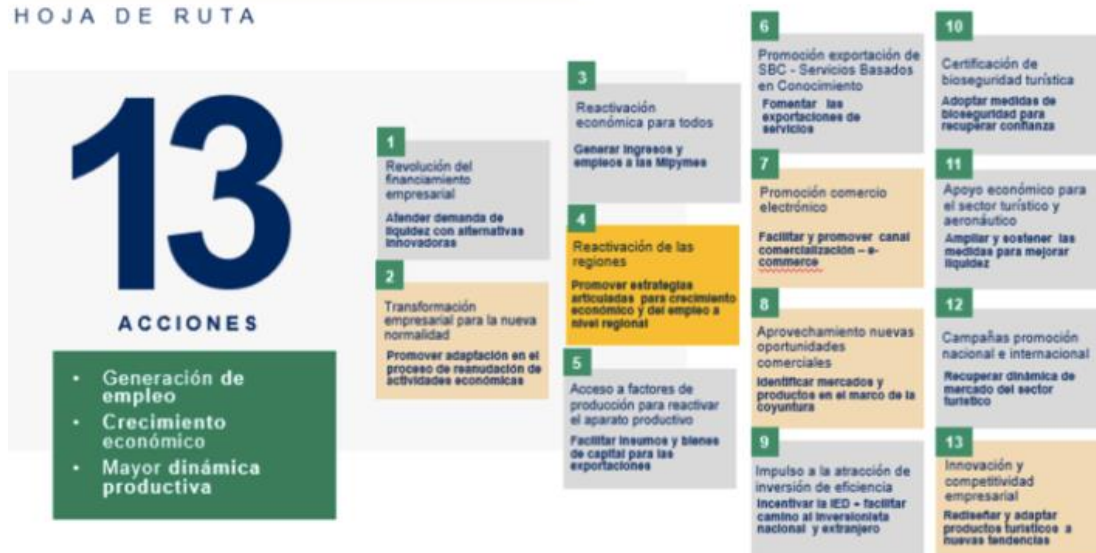 HOJA DE RUTA
13
ACCIONES
• Generación de
empleo
• Crecimiento
económico
• Mayor dinámica
productiva
1
Revolución del
financiamiento
empresarial
Atender demanda de
liquidez con alternativas
innovadoras
2
Transformación
empresarial para la nueva
normalidad
Promover adaptación en el
proceso de reanudación de
actividades económicas
3
Reactivación
económica para todos
Generar ingresos y
empleos a las Mipymes
4
Reactivación de las
regiones
Promover estrategias
articuladas para crecimiento
económico y del empleo a
nivel regional
5
Acceso a factores de
producción para reactivar
el aparato productivo
Facilitar insumos y bienes
de capital para las
exportaciones
6
Promoción exportación de
SBC - Servicios Basados
en Conocimiento
Fomentar las
exportaciones de
servicios
7
Promoción comercio
electrónico
Facilitar y promover canal
comercialización – e-
commerce
8
Aprovechamiento nuevas
oportunidades
comerciales
Identificar mercados y
productos en el marco de la
coyuntura
9
Impulso a la atracción de
inversión de eficiencia
Incentivar la IED + facilitar
camino al inversionista
nacional y extranjero
10
Certificación de
bioseguridad turística
Adoptar medidas de
bioseguridad para
recuperar confianza
11
Apoyo económico para
el sector turístico y
aeronáutico
Ampliar y sostener las
medidas para mejorar
liquidez
12
Campañas promoción
nacional e internacional
Recuperar dinámica de
mercado del sector
turístico
13
Innovación y
competitividad
empresarial
Rediseñar y adaptar
productos turísticos a
nuevas tendencias